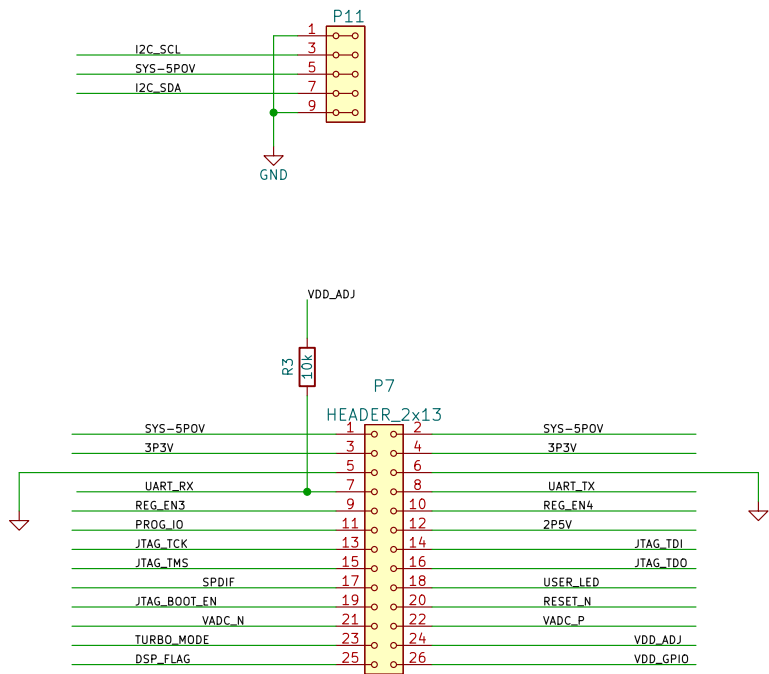 P11
1
I2C_SCL 3
SYS-5P0V 5
I2C_SDA 7
9
GND
VDD_ADJ
R3 10k
P7
HEADER_2x13
SYS-5P0V 1 2 SYS-5P0V
3P3V 3 4 3P3V
5 6
UART_RX 7 8 UART_TX
REG_EN3 9 10 REG_EN4
PROG_IO 11 12 2P5V
JTAG_TCK 13 14 JTAG_TDI
JTAG_TMS 15 16 JTAG_TDO
SPDIF 17 18 USER_LED
JTAG_BOOT_EN 19 20 RESET_N
VADC_N 21 22 VADC_P
TURBO_MODE 23 24 VDD_ADJ
DSP_FLAG 25 26 VDD_GPIO